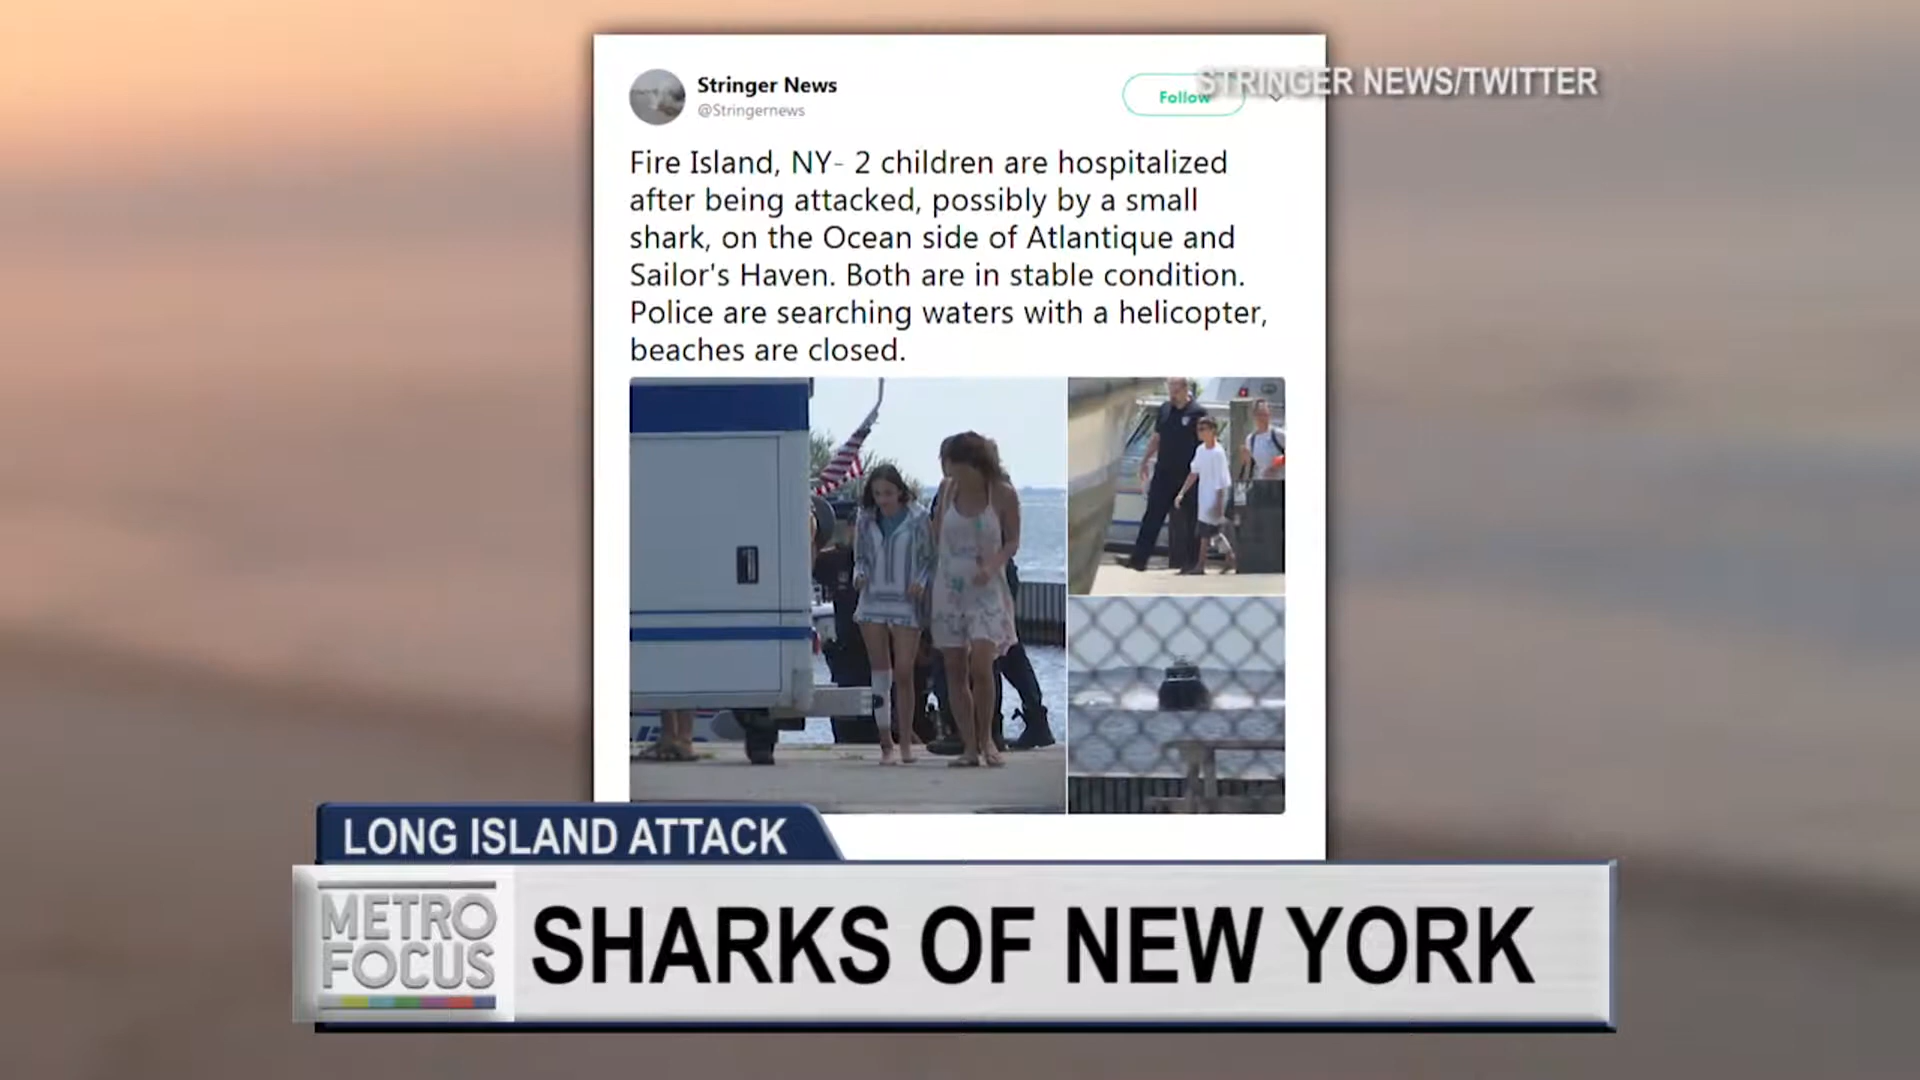 Stringer News
@Stringernews
Follow
STRINGER NEWS/TWITTER
Fire Island, NY- 2 children are hospitalized
after being attacked, possibly by a small
shark, on the Ocean side of Atlantique and
Sailor's Haven. Both are in stable condition.
Police are searching waters with a helicopter,
beaches are closed.
LONG ISLAND ATTACK
METRO
FOCUS
SHARKS OF NEW YORK